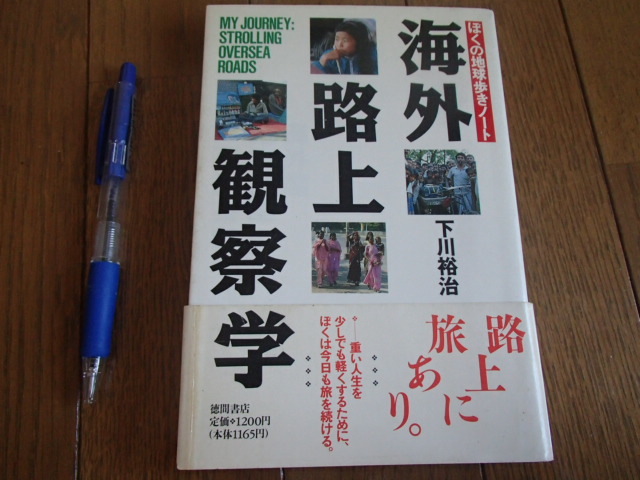 ぼくの地球歩きノート
海外
路上
観察学
MY JOURNEY:
STROLLING
OVERSEA
ROADS
下川裕治
路上
に
旅
あり。
──重い人生を
少しでも軽くするために、
ぼくは今日も旅を続ける。
徳間書店
定価❖1200円
(本体1165円)